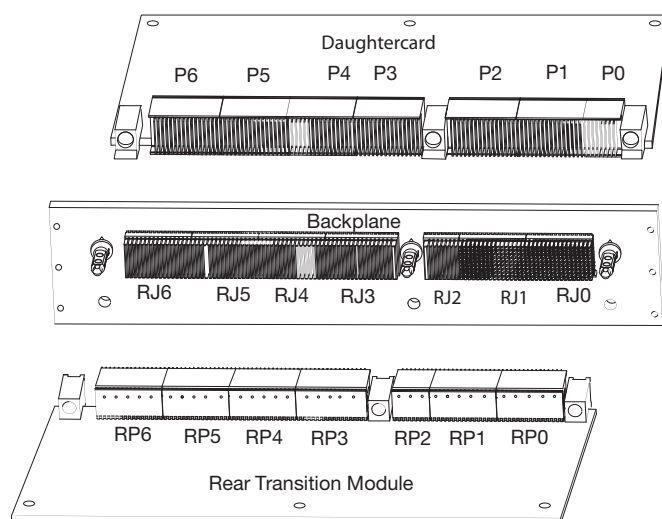 Daughtercard
P6 P5 P4 P3 P2 P1 P0
Backplane
RJ6 RJ5 RJ4 RJ3 RJ2 RJ1 RJ0
RP6 RP5 RP4 RP3 RP2 RP1 RP0
Rear Transition Module